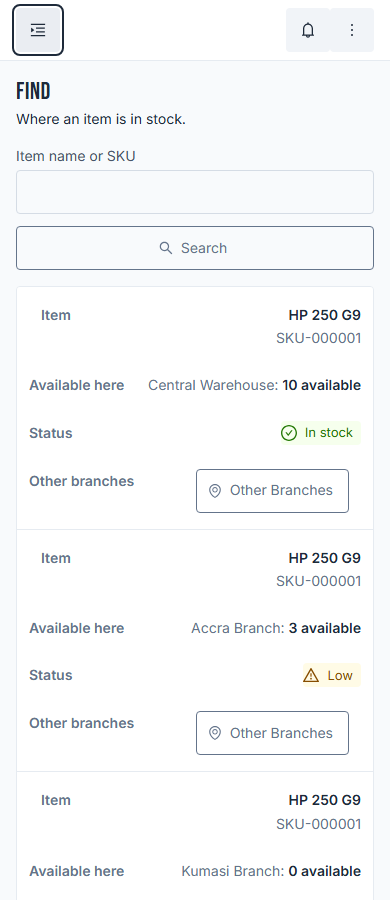 FIND
Where an item is in stock.
Item name or SKU
Search
Item HP 250 G9
SKU-000001
Available here Central Warehouse: 10 available
Status In stock
Other branches Other Branches
Item HP 250 G9
SKU-000001
Available here Accra Branch: 3 available
Status Low
Other branches Other Branches
Item HP 250 G9
SKU-000001
Available here Kumasi Branch: 0 available